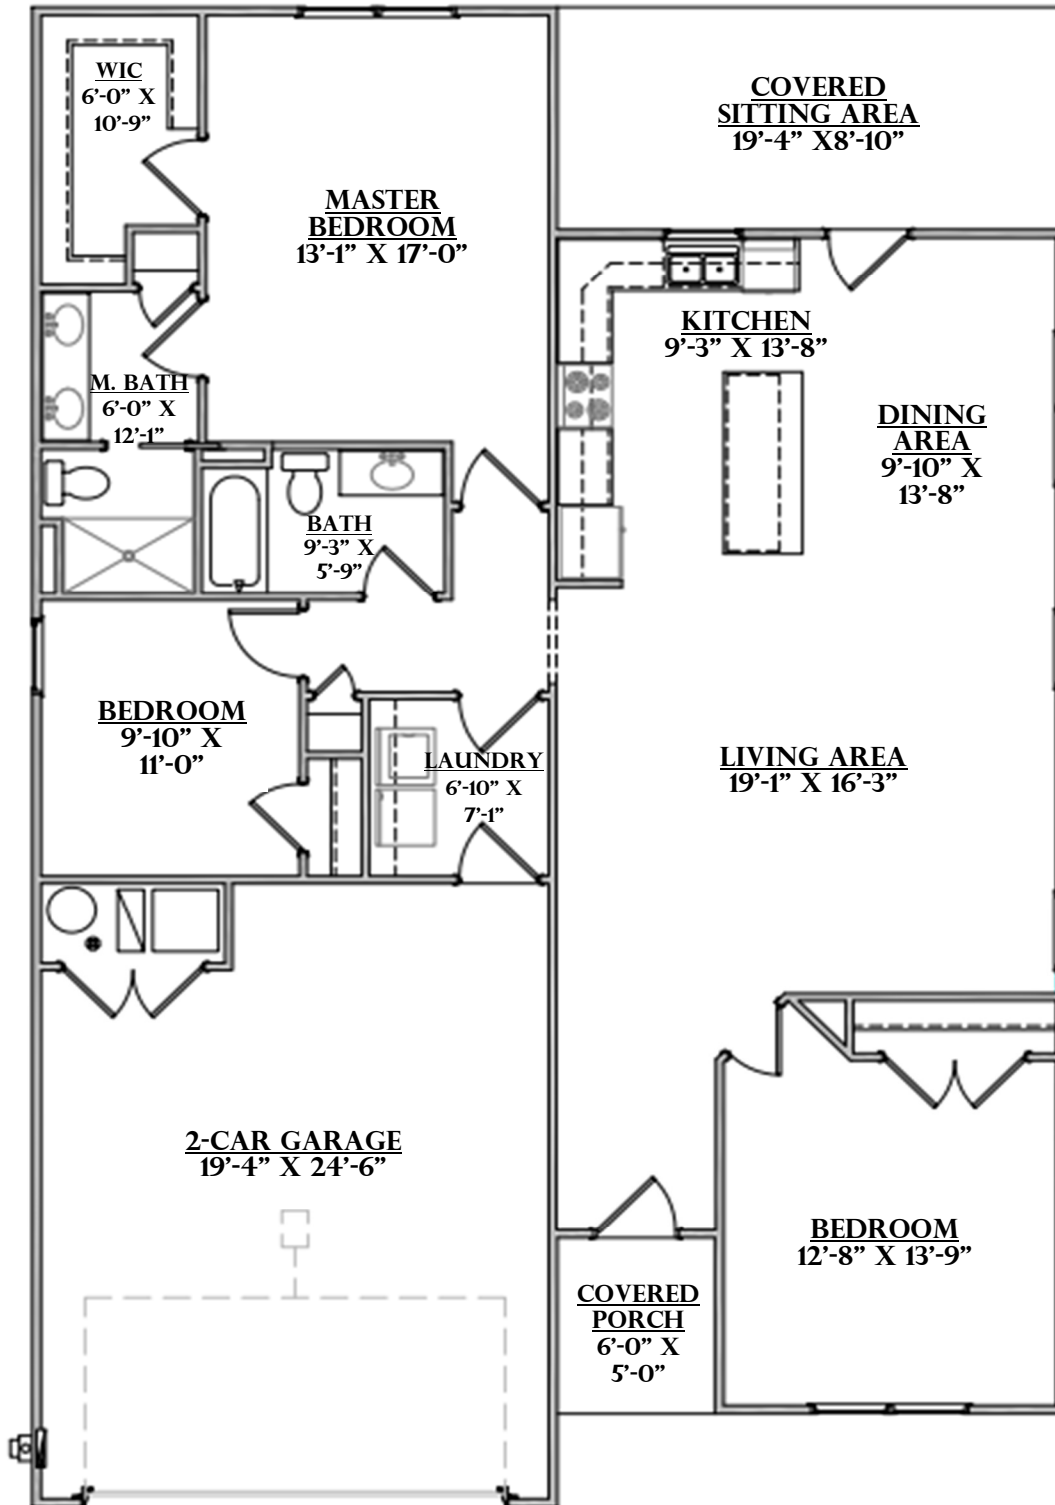 WIC
6'-0" X
10'-9"
COVERED
SITTING AREA
19'-4" X8'-10"
MASTER
BEDROOM
13'-1" X 17'-0"
KITCHEN
9'-3" X 13'-8"
M. BATH
6'-0" X
12'-1"
DINING
AREA
9'-10" X
13'-8"
BATH
9'-3" X
5'-9"
BEDROOM
9'-10" X
11'-0"
LAUNDRY
6'-10" X
7'-1"
LIVING AREA
19'-1" X 16'-3"
2-CAR GARAGE
19'-4" X 24'-6"
BEDROOM
12'-8" X 13'-9"
COVERED
PORCH
6'-0" X
5'-0"